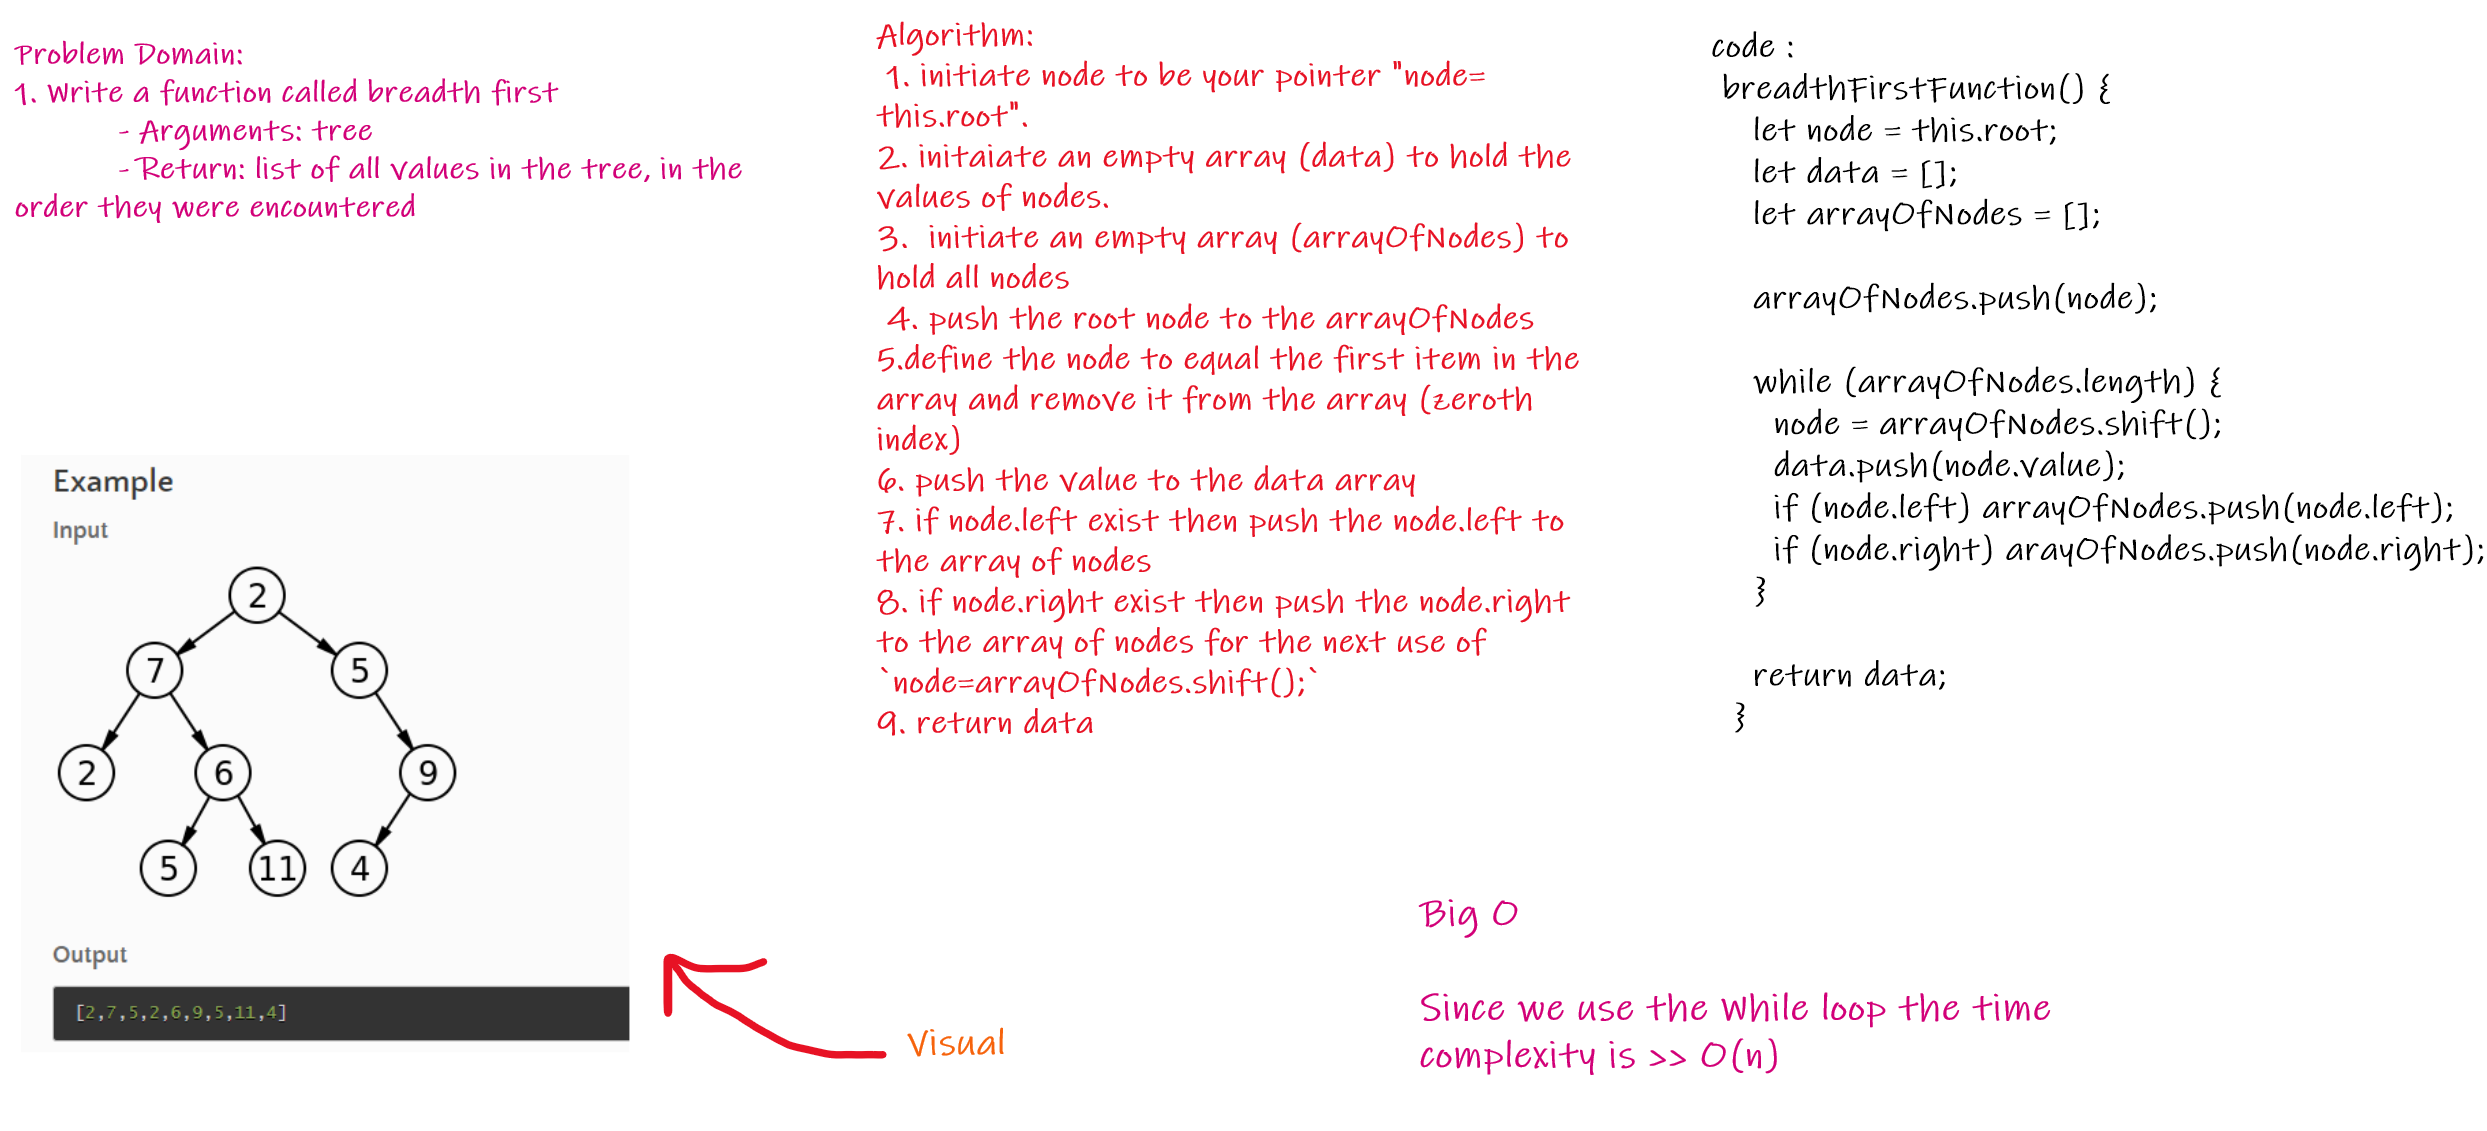 Problem Domain:
1. Write a function called breadth first
- Arguments: tree
- Return: list of all values in the tree, in the
order they were encountered
Example
Input
2
7
5
2
6
9
5
11
4
Output
[2,7,5,2,6,9,5,11,4]
Visual
Algorithm:
1. initiate node to be your pointer "node=
this.root".
2. initaiate an empty array (data) to hold the
values of nodes.
3. initiate an empty array (arrayOfNodes) to
hold all nodes
4. push the root node to the arrayOfNodes
5.define the node to equal the first item in the
array and remove it from the array (zeroth
index)
6. push the value to the data array
7. if node.left exist then push the node.left to
the array of nodes
8. if node.right exist then push the node.right
to the array of nodes for the next use of
`node=arrayOfNodes.shift();`
9. return data
code :
breadthFirstFunction() {
let node = this.root;
let data = [];
let arrayOfNodes = [];
arrayOfNodes.push(node);
while (arrayOfNodes.length) {
node = arrayOfNodes.shift();
data.push(node.value);
if (node.left) arrayOfNodes.push(node.left);
if (node.right) arayOfNodes.push(node.right);
}
return data;
}
Big O
Since we use the While loop the time
complexity is >> O(n)